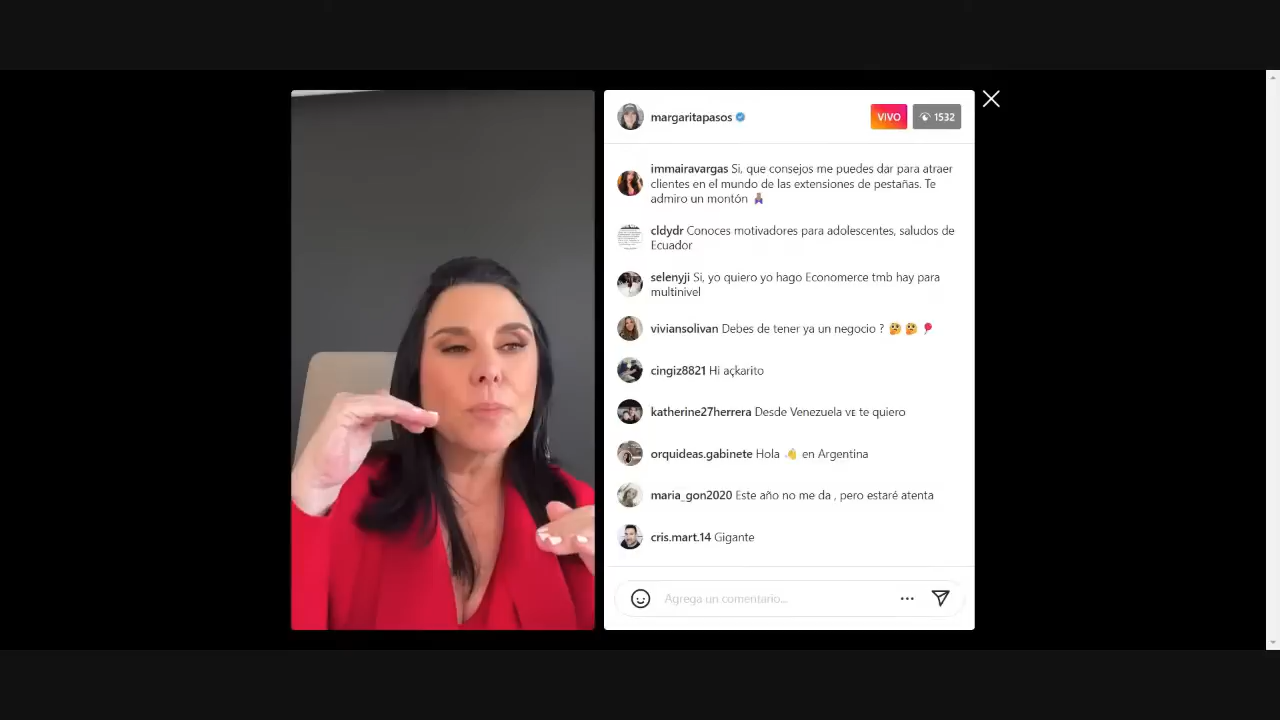 margaritapasos
VIVO
1532
immairavargas Si, que consejos me puedes dar para atraer
clientes en el mundo de las extensiones de pestañas. Te
admiro un montón
cldydr Conoces motivadores para adolescentes, saludos de
Ecuador
selenyji Si, yo quiero yo hago Economerce tmb hay para
multinivel
viviansolivan Debes de tener ya un negocio ?
cingiz8821 Hi açkarito
katherine27herrera Desde Venezuela vᴇ te quiero
orquideas.gabinete Hola en Argentina
maria_gon2020 Este año no me da , pero estaré atenta
cris.mart.14 Gigante
Agrega un comentario...